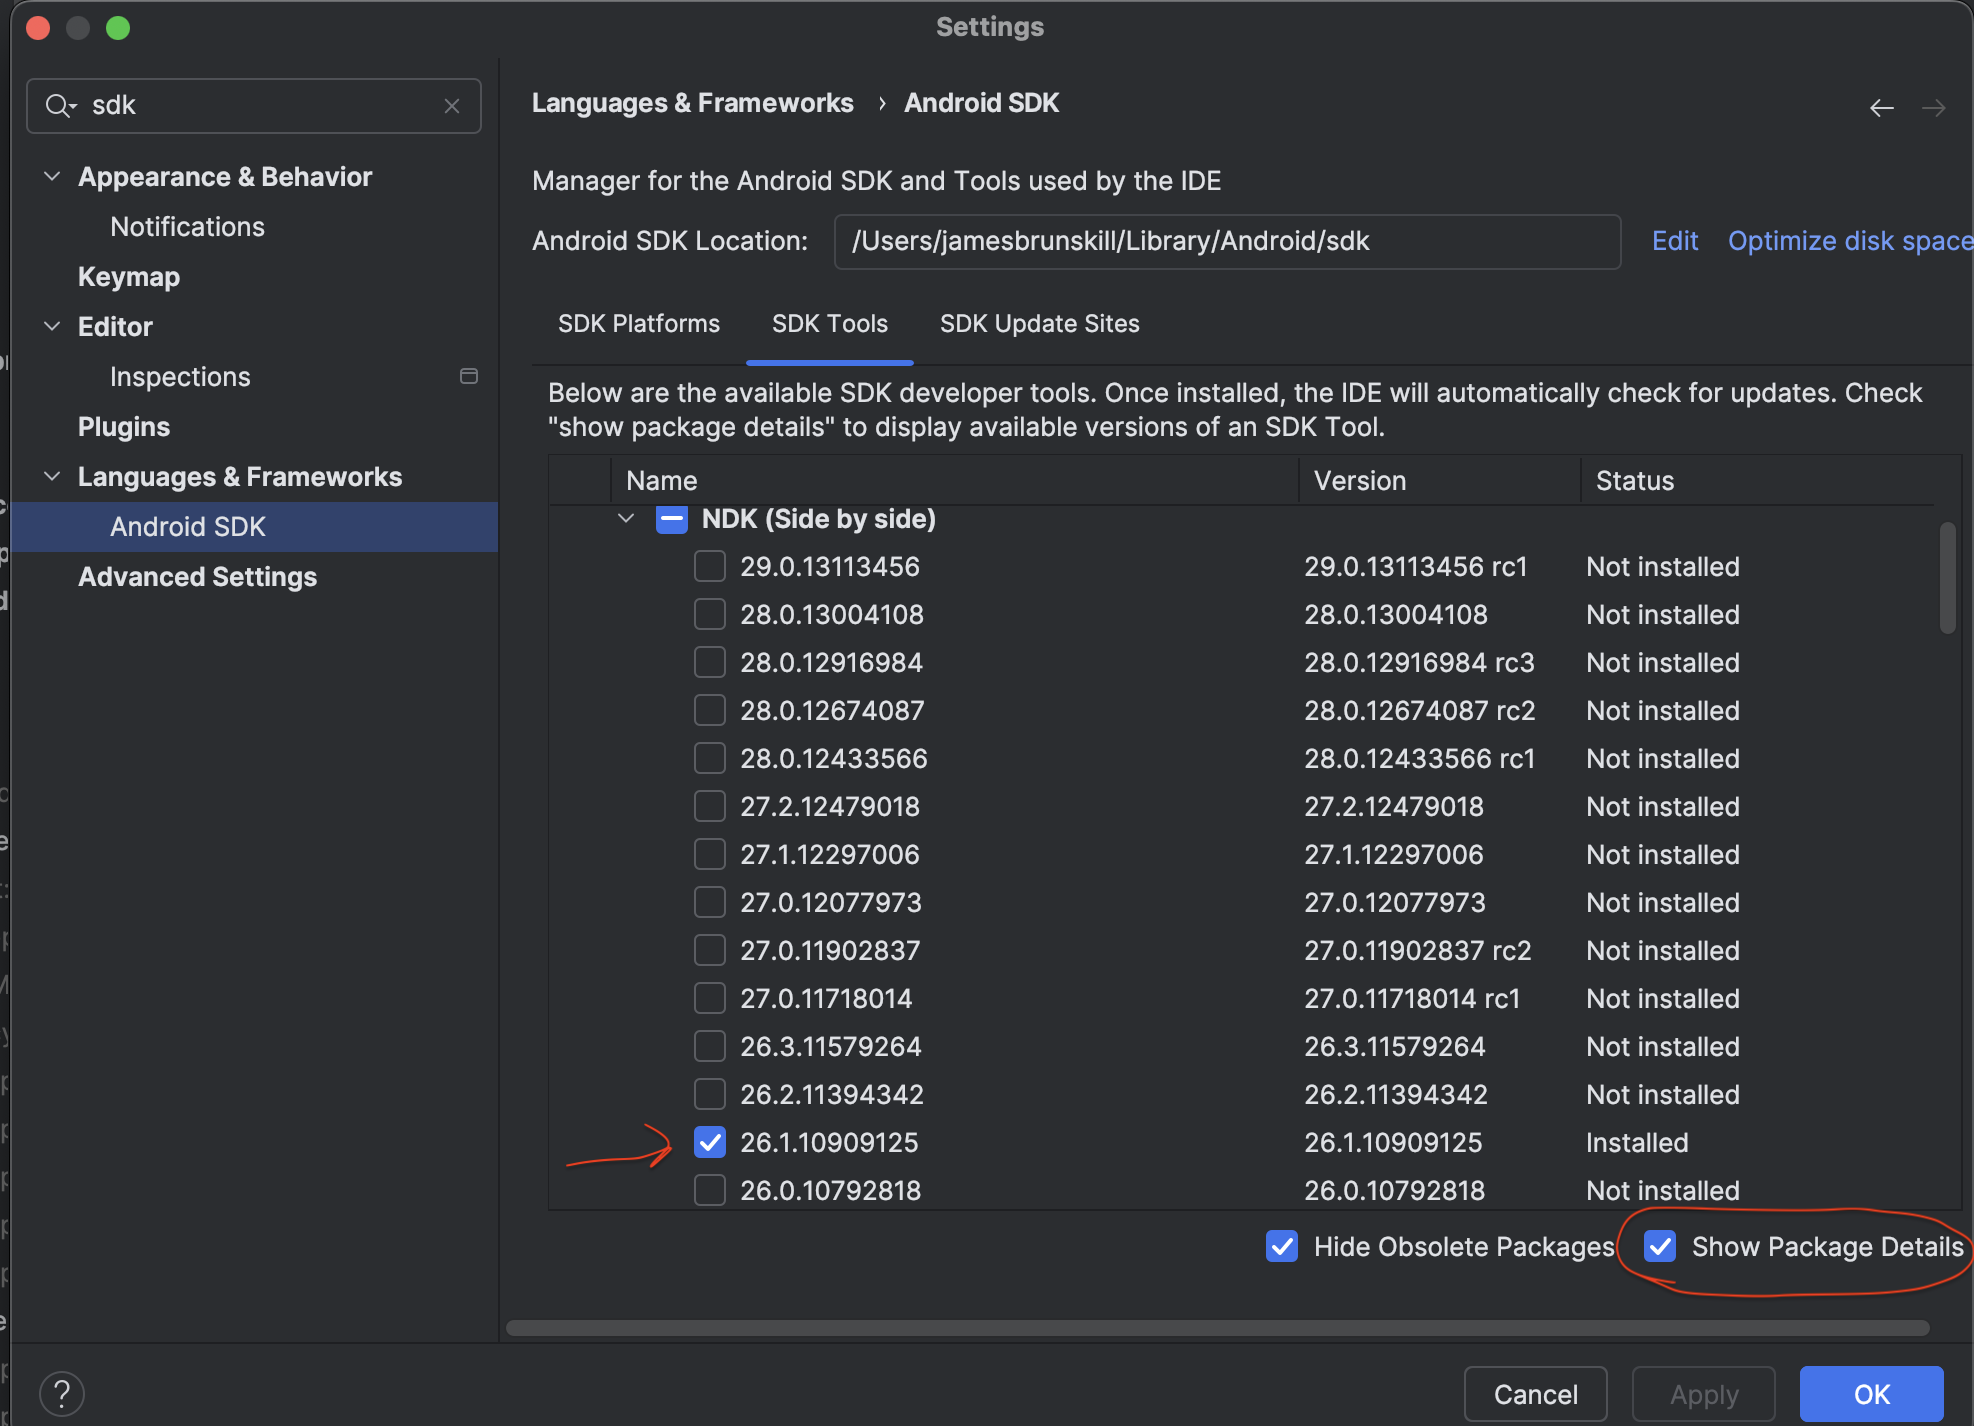 Settings
sdk
Appearance & Behavior
Notifications
Keymap
Editor
Inspections
Plugins
Languages & Frameworks
Android SDK
Advanced Settings
Languages & Frameworks › Android SDK
Manager for the Android SDK and Tools used by the IDE
Android SDK Location: /Users/jamesbrunskill/Library/Android/sdk Edit Optimize disk space
SDK Platforms SDK Tools SDK Update Sites
Below are the available SDK developer tools. Once installed, the IDE will automatically check for updates. Check
"show package details" to display available versions of an SDK Tool.
Name Version Status
NDK (Side by side)
29.0.13113456 29.0.13113456 rc1 Not installed
28.0.13004108 28.0.13004108 Not installed
28.0.12916984 28.0.12916984 rc3 Not installed
28.0.12674087 28.0.12674087 rc2 Not installed
28.0.12433566 28.0.12433566 rc1 Not installed
27.2.12479018 27.2.12479018 Not installed
27.1.12297006 27.1.12297006 Not installed
27.0.12077973 27.0.12077973 Not installed
27.0.11902837 27.0.11902837 rc2 Not installed
27.0.11718014 27.0.11718014 rc1 Not installed
26.3.11579264 26.3.11579264 Not installed
26.2.11394342 26.2.11394342 Not installed
26.1.10909125 26.1.10909125 Installed
26.0.10792818 26.0.10792818 Not installed
Hide Obsolete Packages Show Package Details
? Cancel Apply OK